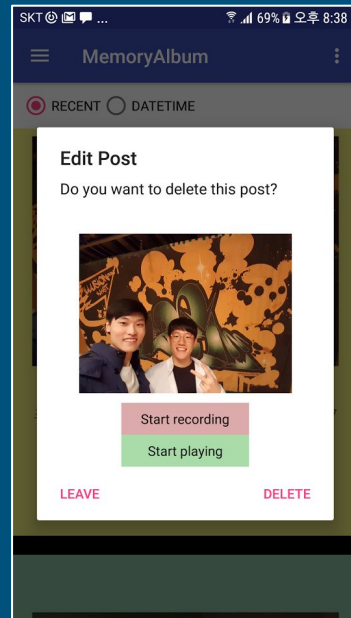 SKT ... 69% 오후 8:38
MemoryAlbum
RECENT DATETIME
Edit Post
Do you want to delete this post?
Start recording
Start playing
LEAVE DELETE